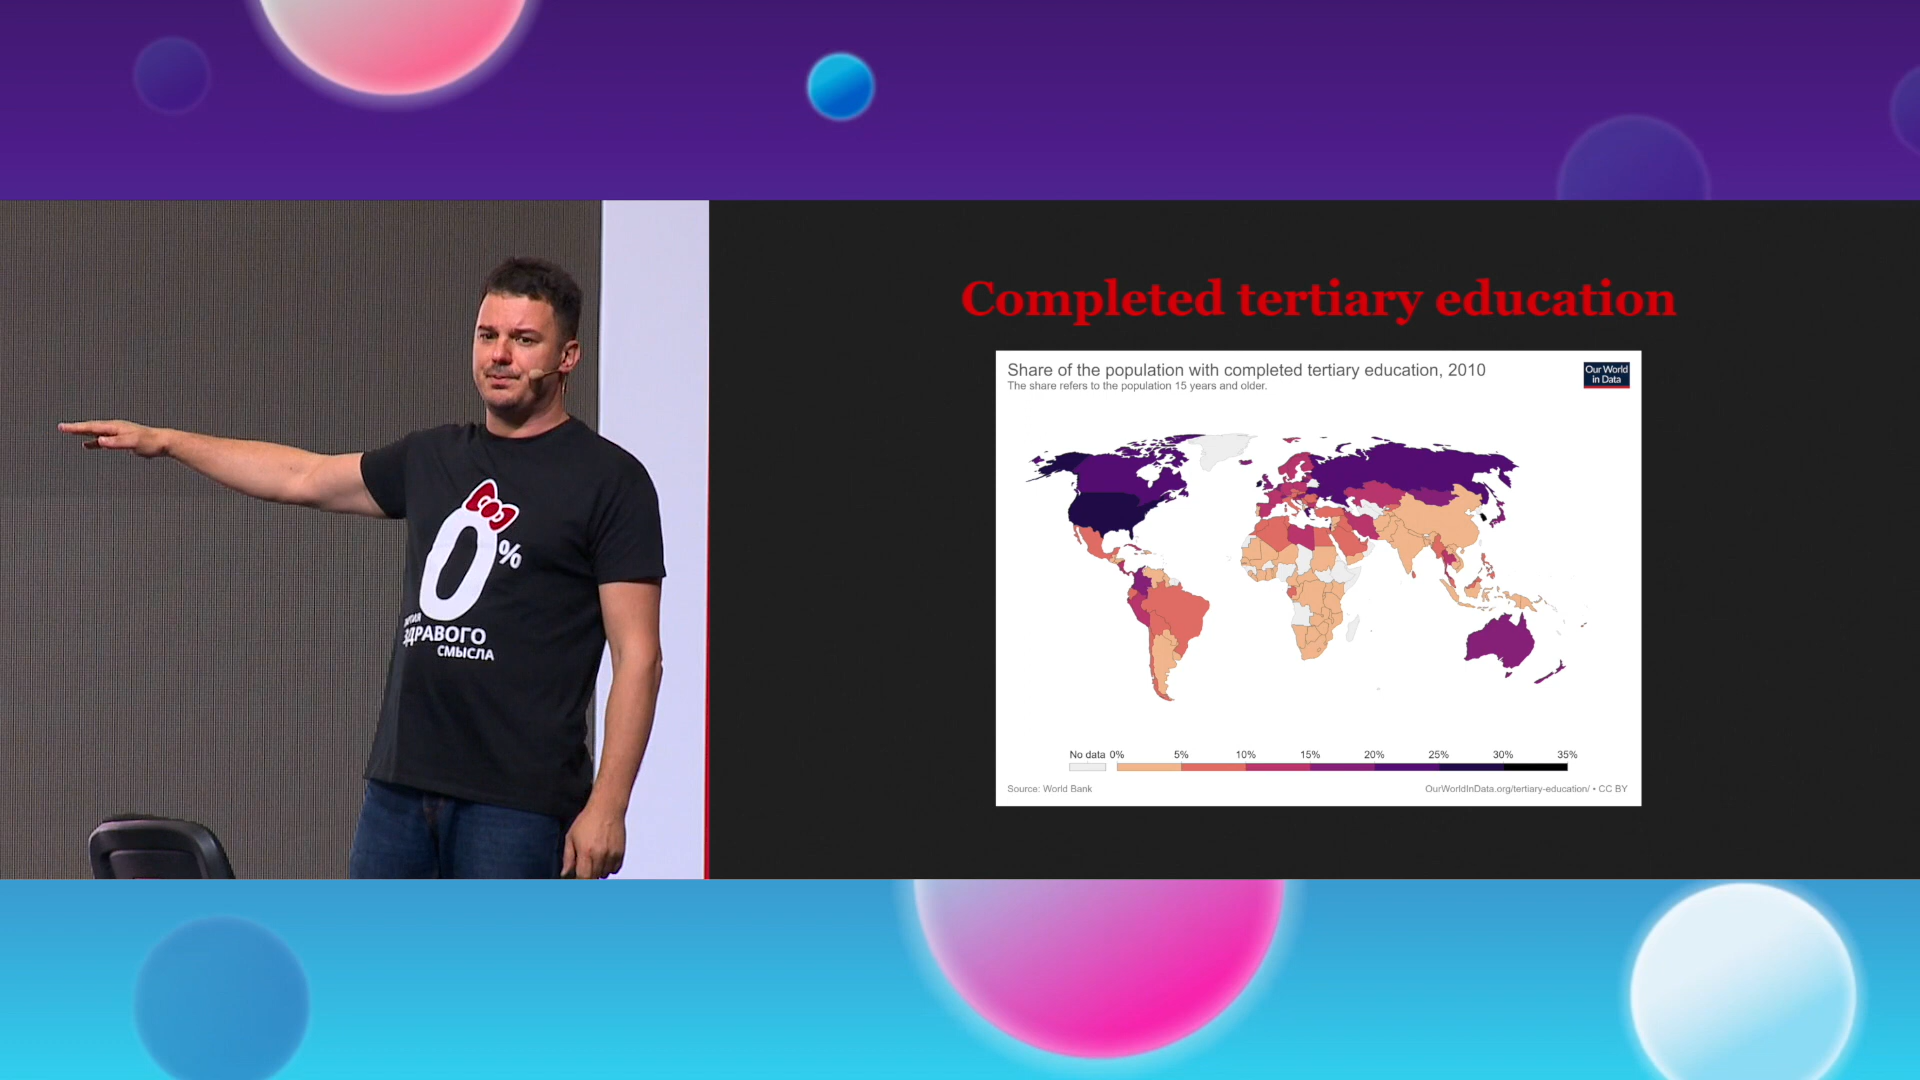 0%
ЗДРАВОГО
СМЫСЛА
Completed tertiary education
Share of the population with completed tertiary education, 2010
The share refers to the population 15 years and older.
Our World
in Data
No data 0% 5% 10% 15% 20% 25% 30% 35%
Source: World Bank
OurWorldInData.org/tertiary-education/ • CC BY